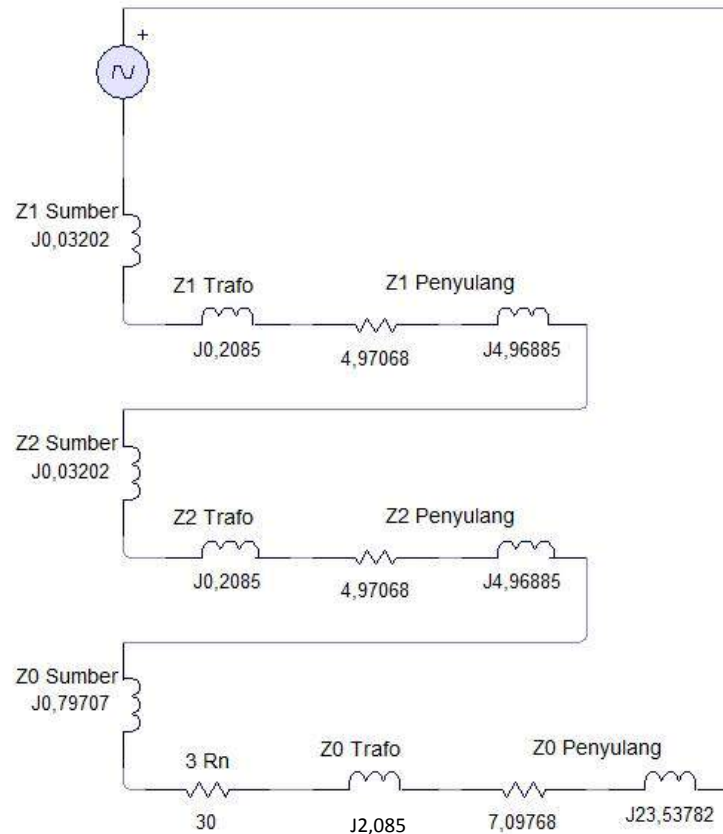 +
Z1 Sumber
J0,03202
Z1 Trafo
Z1 Penyulang
J0,2085
4,97068
J4,96885
Z2 Sumber
J0,03202
Z2 Trafo
Z2 Penyulang
J0,2085
4,97068
J4,96885
Z0 Sumber
J0,79707
3 Rn
Z0 Trafo
Z0 Penyulang
30
J2,085
7,09768
J23,53782